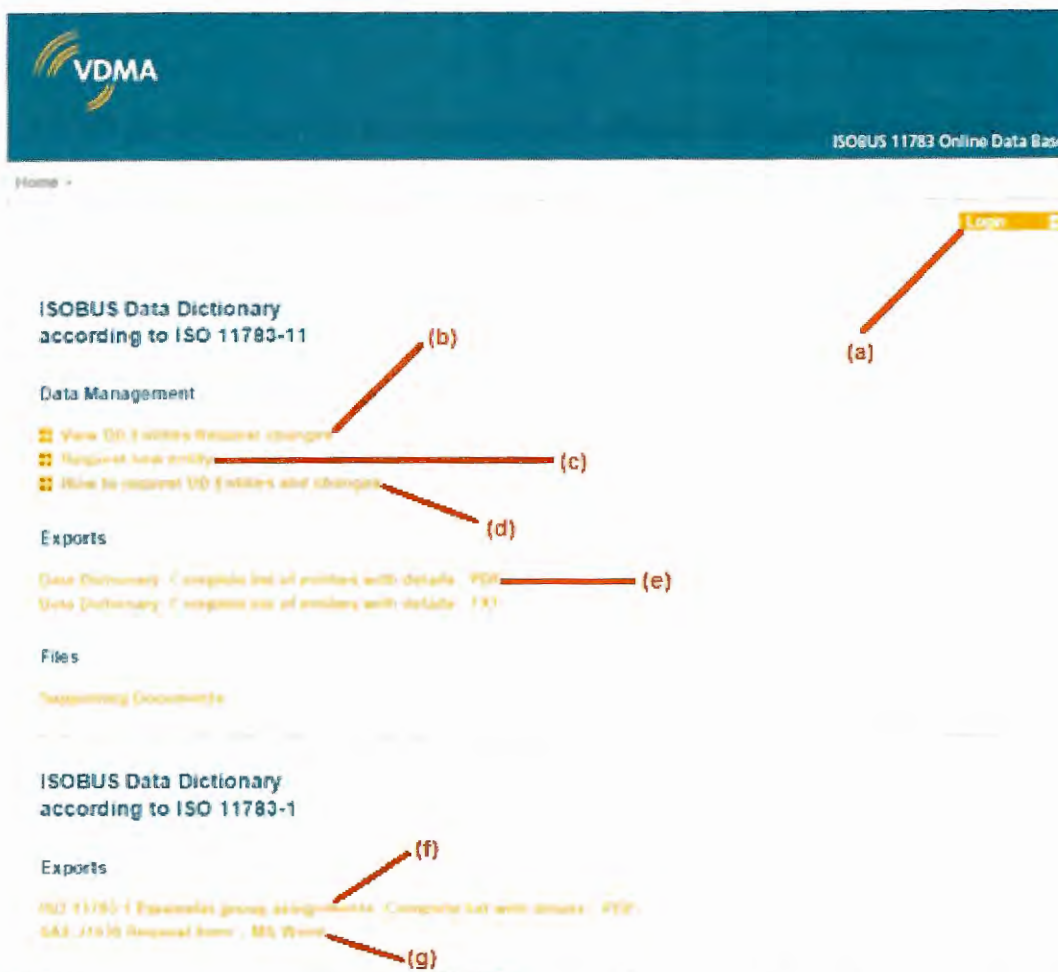 VDMA
ISOBUS 11783 Online Data Base
Home
Login
(a)
ISOBUS Data Dictionary
according to ISO 11783-11
(b)
Data Management
View DD Entities/Request changes
Request new entity
(c)
How to request DD Entities and changes
(d)
Exports
Data Dictionary: Complete list of entities with details : PDF
(e)
Data Dictionary: Complete list of entities with details : TXT
Files
Supporting Documents
ISOBUS Data Dictionary
according to ISO 11783-1
(f)
Exports
ISO 11783-1 Parameter group assignments: Complete List with details : PDF
SAE J1939 Request form : MS Word
(g)